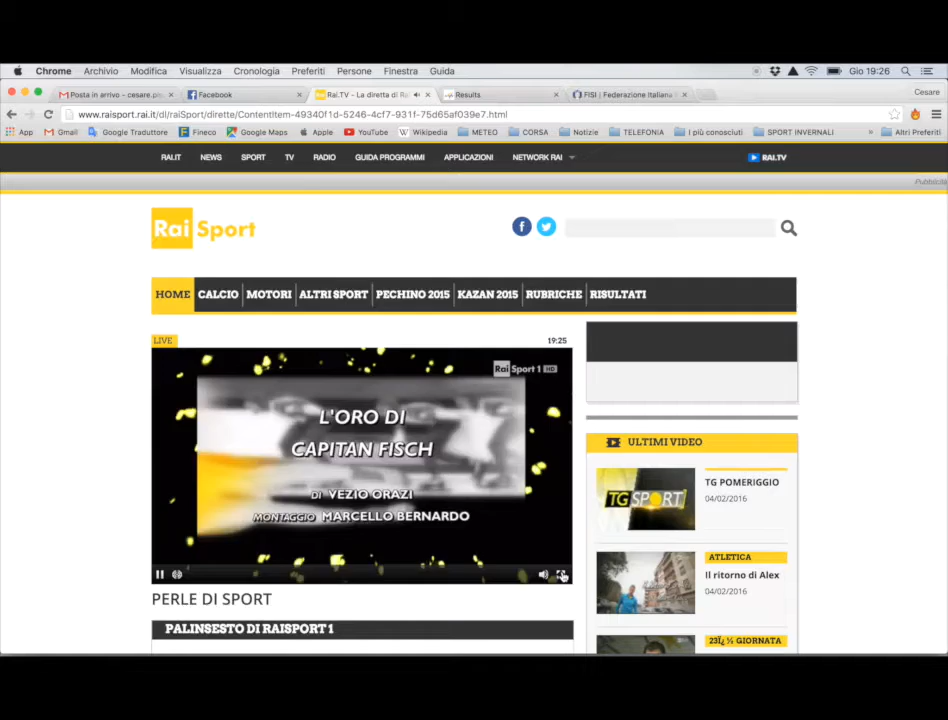 Chrome Archivio Modifica Visualizza Cronologia Preferiti Persone Finestra Guida Gio 19:26
Posta in arrivo - cesare.pis Facebook Rai.TV - La diretta di Ra Results FISI | Federazione Italiana Cesare
www.raisport.rai.it/dl/raiSport/dirette/ContentItem-49340f1d-5246-4cf7-931f-75d65af039e7.html
App Gmail Google Traduttore Fineco Google Maps Apple YouTube Wikipedia METEO CORSA Notizie TELEFONIA I più conosciuti SPORT INVERNALI » Altri Preferiti
RAI.IT NEWS SPORT TV RADIO GUIDA PROGRAMMI APPLICAZIONI NETWORK RAI RAI.TV
Pubblicità
Rai Sport
HOME CALCIO MOTORI ALTRI SPORT PECHINO 2015 KAZAN 2015 RUBRICHE RISULTATI
LIVE 19:25
Rai Sport 1 HD
L'ORO DI
CAPITAN FISCH
DI VEZIO ORAZI
MONTAGGIO MARCELLO BERNARDO
PERLE DI SPORT
PALINSESTO DI RAISPORT 1
ULTIMI VIDEO
TG SPORT
TG POMERIGGIO
04/02/2016
ATLETICA
Il ritorno di Alex
04/02/2016
23ï¿½ GIORNATA